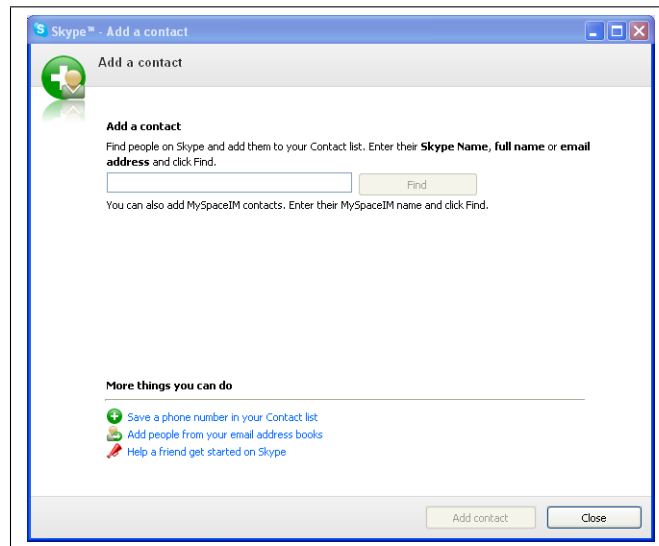 Skype™ - Add a contact
Add a contact
Add a contact
Find people on Skype and add them to your Contact list. Enter their Skype Name, full name or email
address and click Find.
Find
You can also add MySpaceIM contacts. Enter their MySpaceIM name and click Find.
More things you can do
Save a phone number in your Contact list
Add people from your email address books
Help a friend get started on Skype
Add contact Close